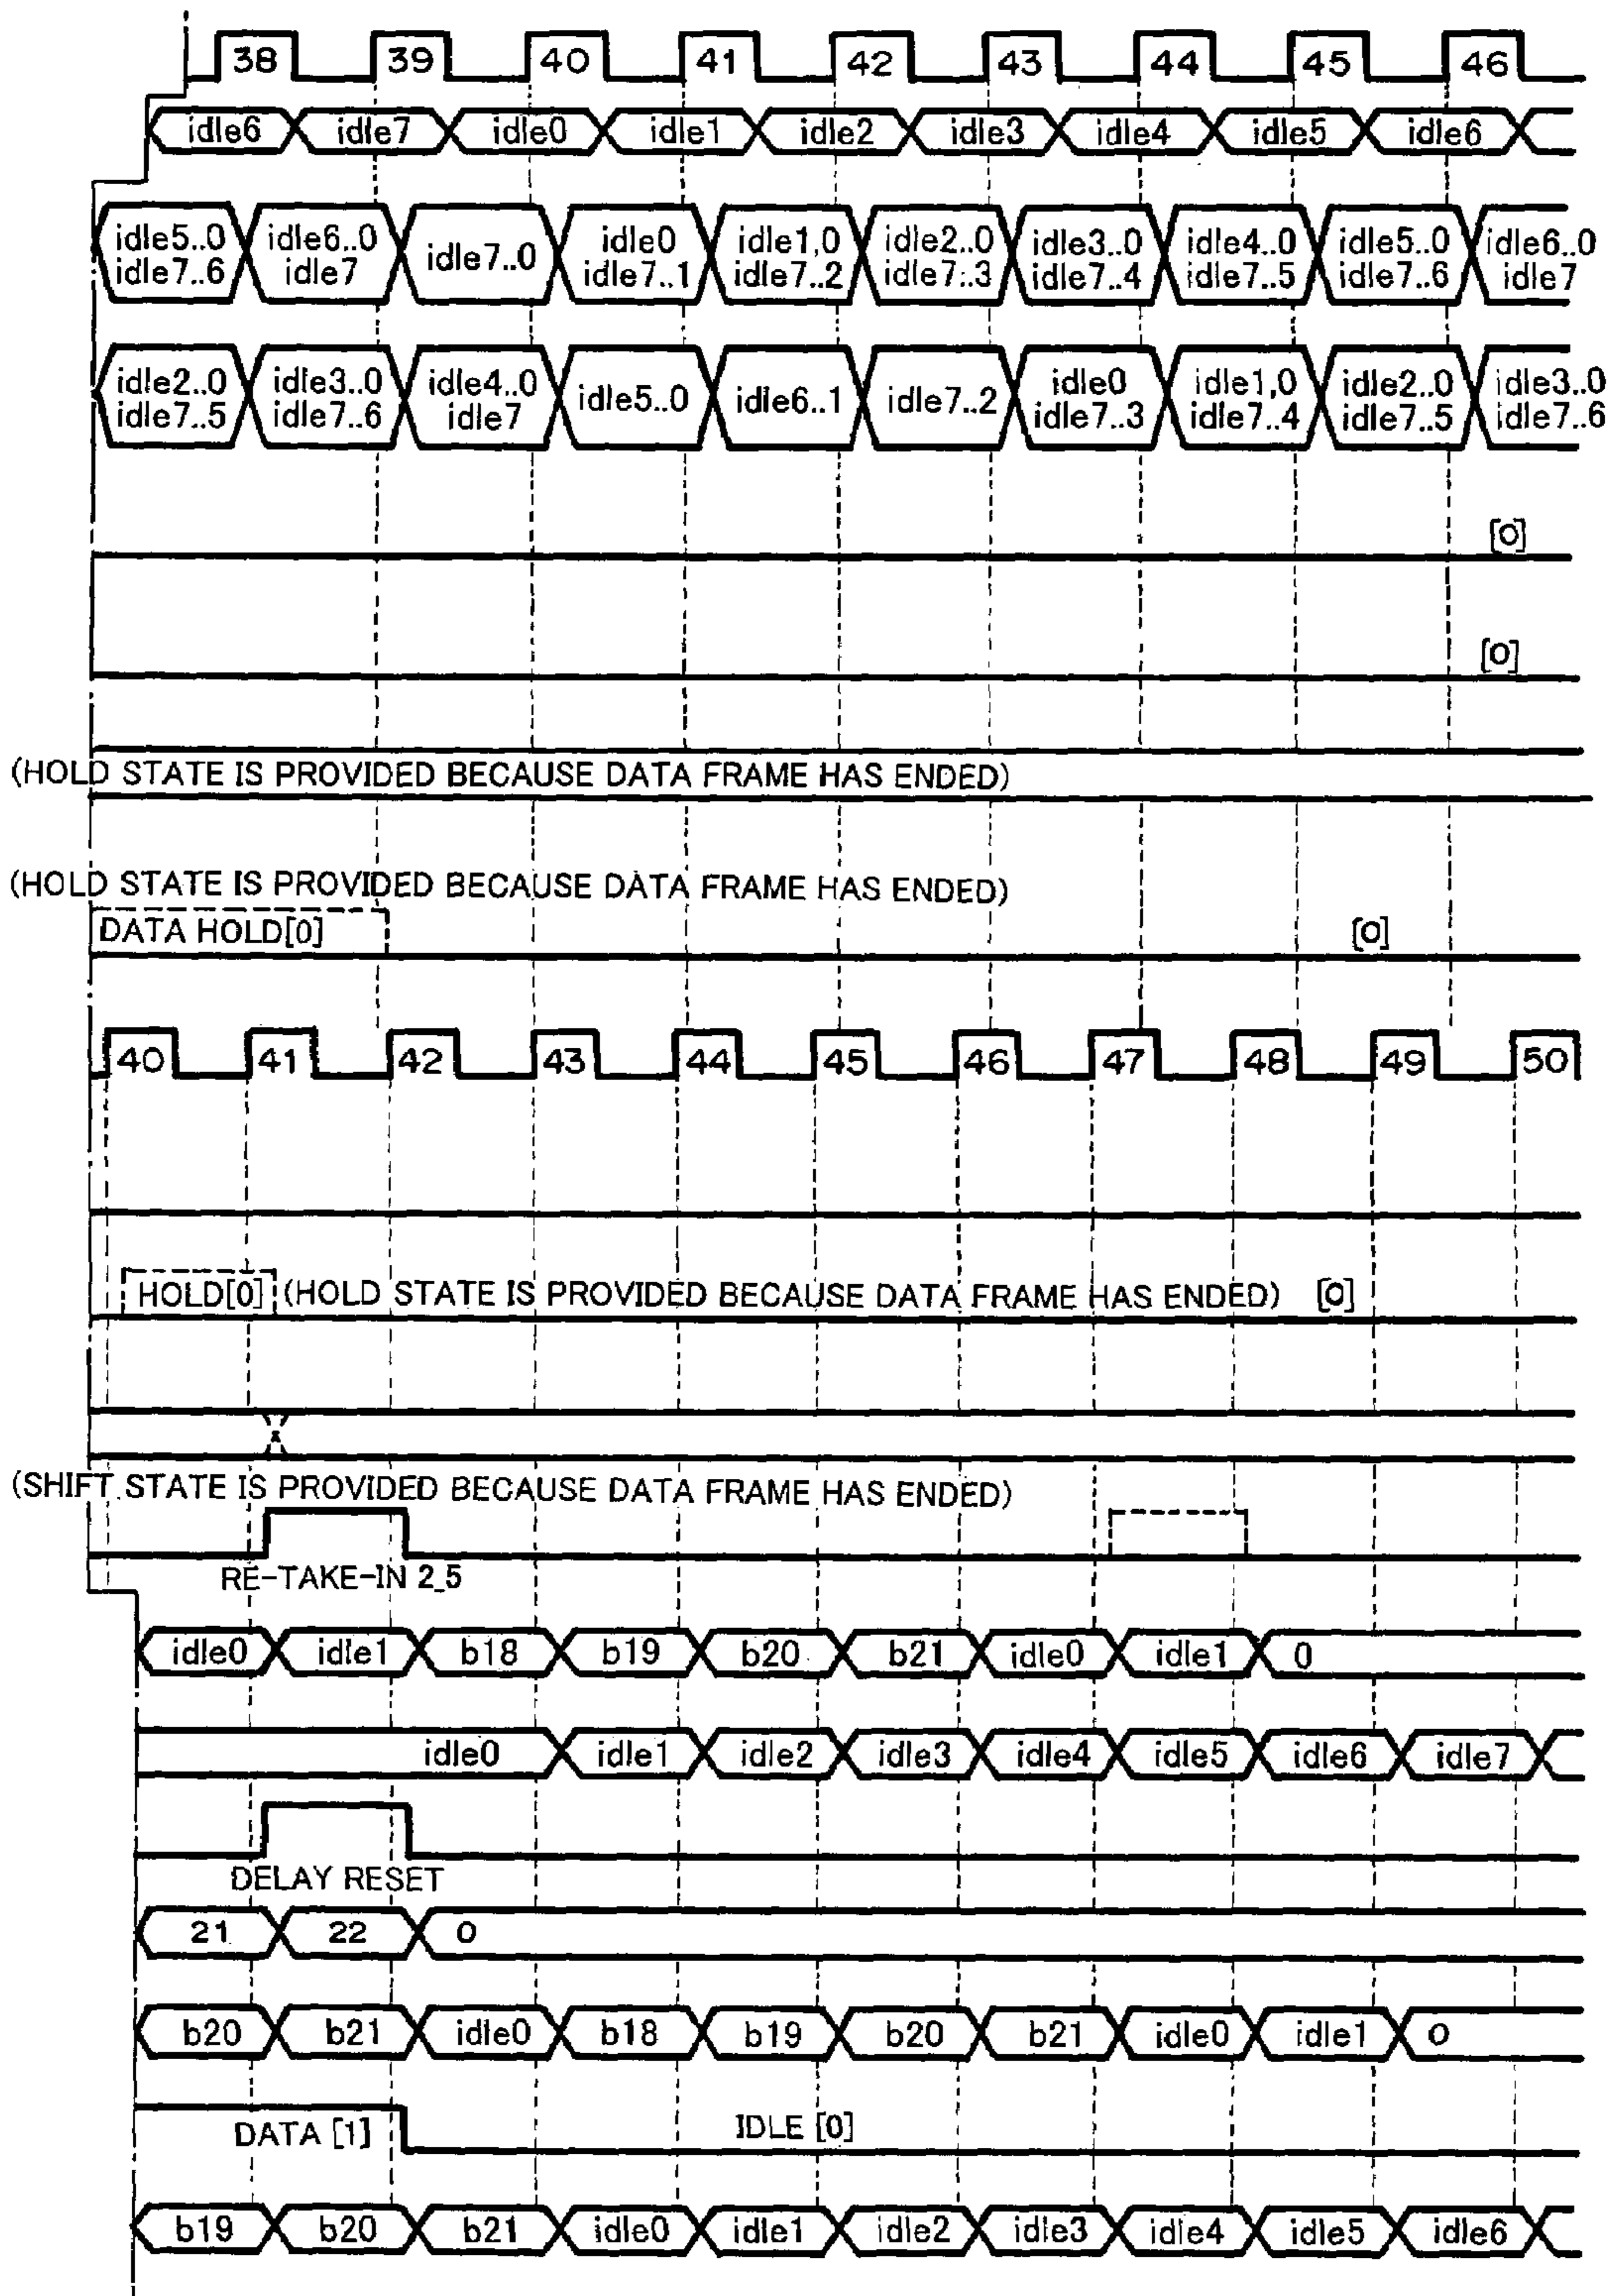 38 39 40 41 42 43 44 45 46
idle6 idle7 idle0 idle1 idle2 idle3 idle4 idle5 idle6
idle5..0 idle6..0 idle7..0 idle0 idle1,0 idle2..0 idle3..0 idle4..0 idle5..0 idle6..0
idle7..6 idle7 idle7..1 idle7..2 idle7..3 idle7..4 idle7..5 idle7..6 idle7
idle2..0 idle3..0 idle4..0 idle5..0 idle6..1 idle7..2 idle0 idle1,0 idle2..0 idle3..0
idle7..5 idle7..6 idle7 idle7..3 idle7..4 idle7..5 idle7..6
[0]
[0]
(HOLD STATE IS PROVIDED BECAUSE DATA FRAME HAS ENDED)
(HOLD STATE IS PROVIDED BECAUSE DATA FRAME HAS ENDED)
DATA HOLD[0] [0]
40 41 42 43 44 45 46 47 48 49 50
HOLD[0] (HOLD STATE IS PROVIDED BECAUSE DATA FRAME HAS ENDED) [0]
(SHIFT STATE IS PROVIDED BECAUSE DATA FRAME HAS ENDED)
RE-TAKE-IN 2_5
idle0 idle1 b18 b19 b20 b21 idle0 idle1 0
idle0 idle1 idle2 idle3 idle4 idle5 idle6 idle7
DELAY RESET
21 22 0
b20 b21 idle0 b18 b19 b20 b21 idle0 idle1 0
DATA [1] IDLE [0]
b19 b20 b21 idle0 idle1 idle2 idle3 idle4 idle5 idle6